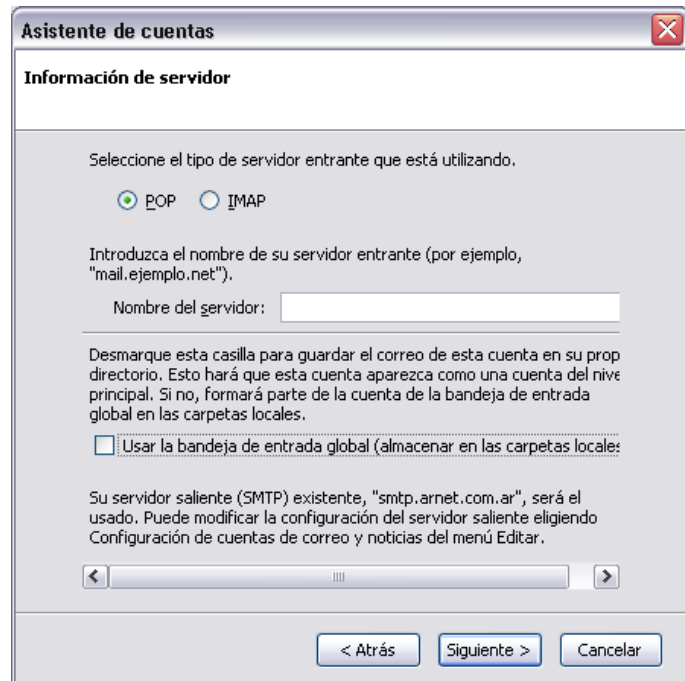 Asistente de cuentas
Información de servidor
Seleccione el tipo de servidor entrante que está utilizando.
POP IMAP
Introduzca el nombre de su servidor entrante (por ejemplo,
"mail.ejemplo.net").
Nombre del servidor:
Desmarque esta casilla para guardar el correo de esta cuenta en su prop
directorio. Esto hará que esta cuenta aparezca como una cuenta del nive
principal. Si no, formará parte de la cuenta de la bandeja de entrada
global en las carpetas locales.
Usar la bandeja de entrada global (almacenar en las carpetas locales
Su servidor saliente (SMTP) existente, "smtp.arnet.com.ar", será el
usado. Puede modificar la configuración del servidor saliente eligiendo
Configuración de cuentas de correo y noticias del menú Editar.
< Atrás Siguiente > Cancelar